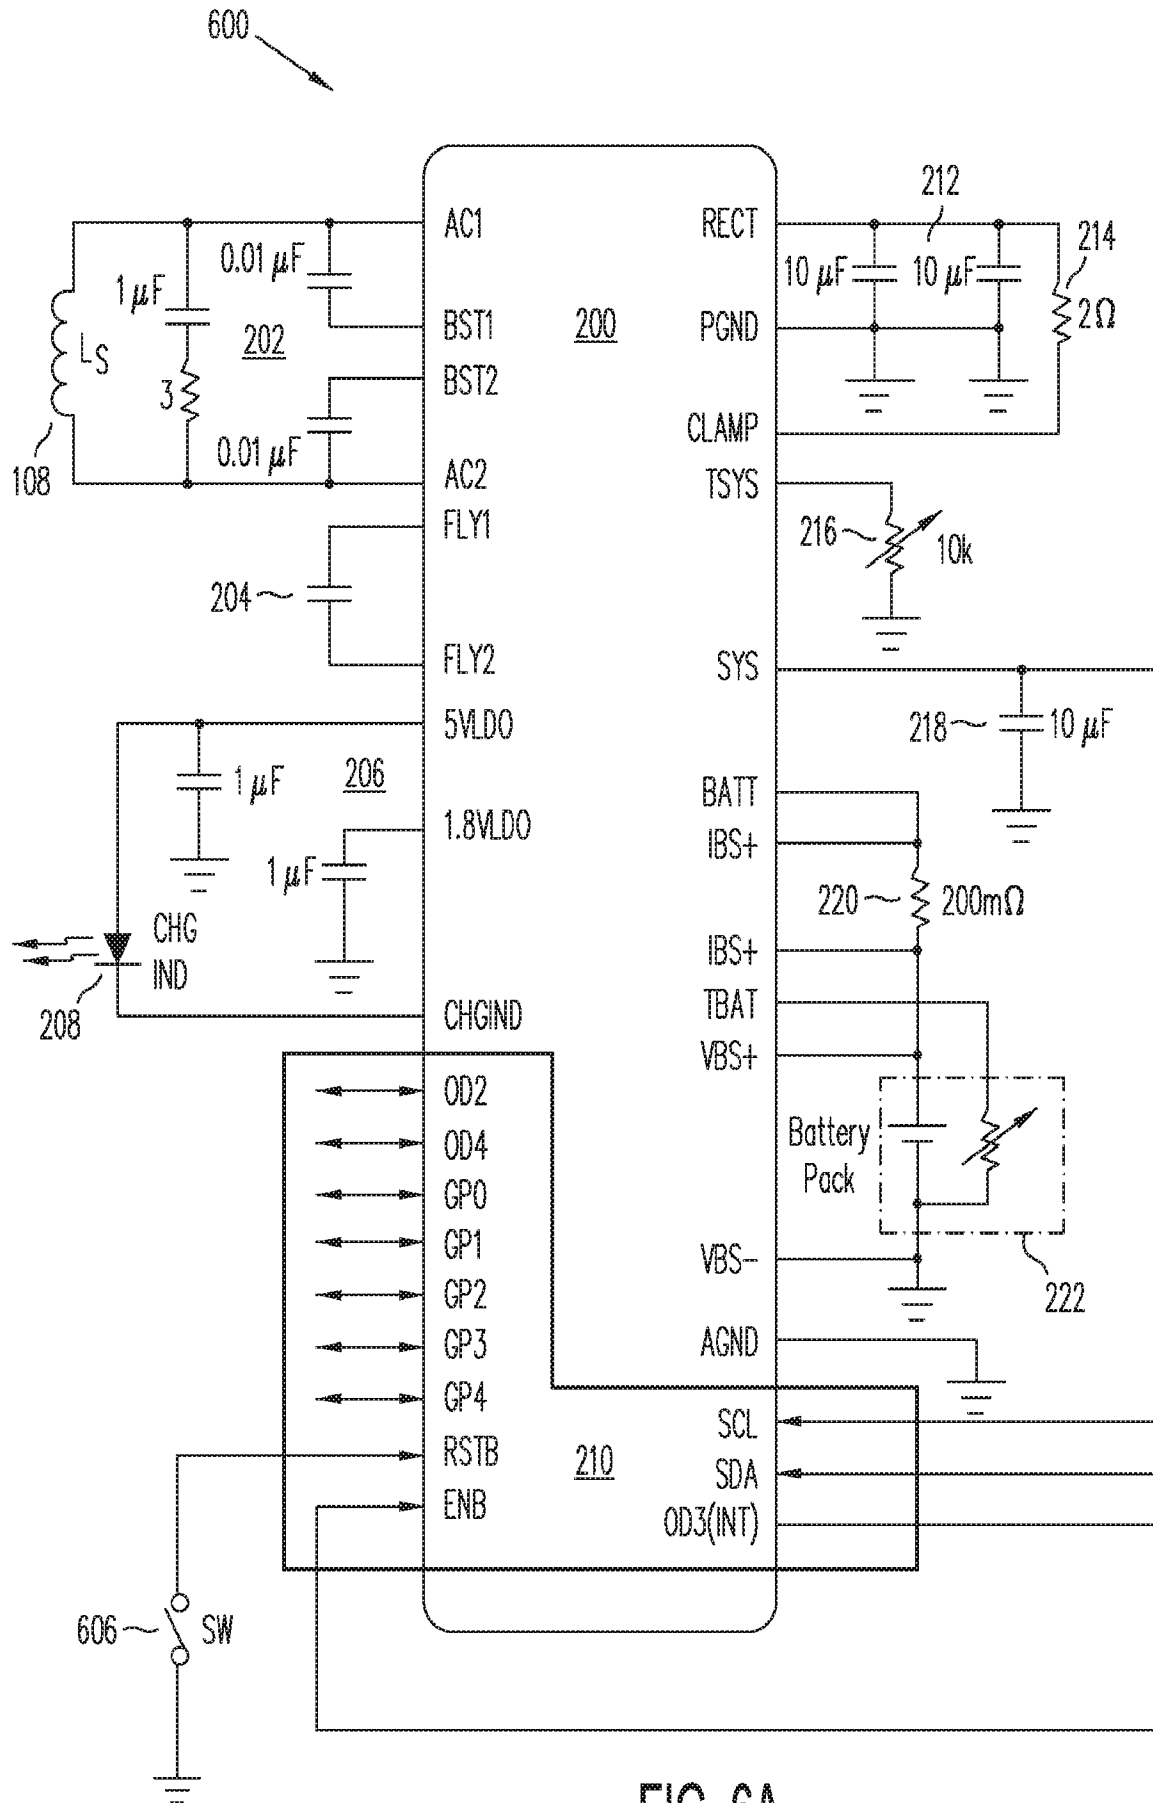 600
AC1
BST1
BST2
AC2
FLY1
FLY2
5VLDO
1.8VLDO
CHGIND
OD2
OD4
GP0
GP1
GP2
GP3
GP4
RSTB
ENB
200
210
RECT
PGND
CLAMP
TSYS
SYS
BATT
IBS+
IBS+
TBAT
VBS+
VBS−
AGND
SCL
SDA
OD3(INT)
0.01 μF
1 μF
202
LS
3
0.01 μF
108
204
1 μF
206
1 μF
CHG
IND
208
606
SW
212
10 μF
10 μF
214
2Ω
216
10k
218
10 μF
220
200mΩ
Battery
Pack
222
FIG. 6A